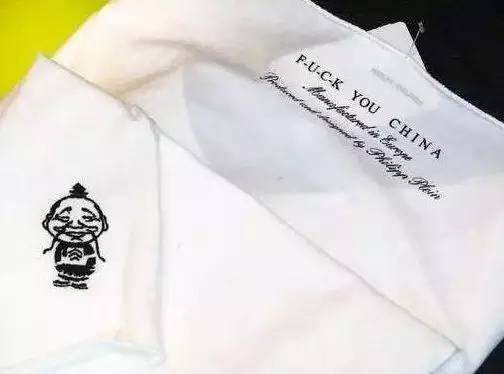 F-U-C-K YOU CHINA
Manufactured in Europe
Produced and designed by Philipp Plein